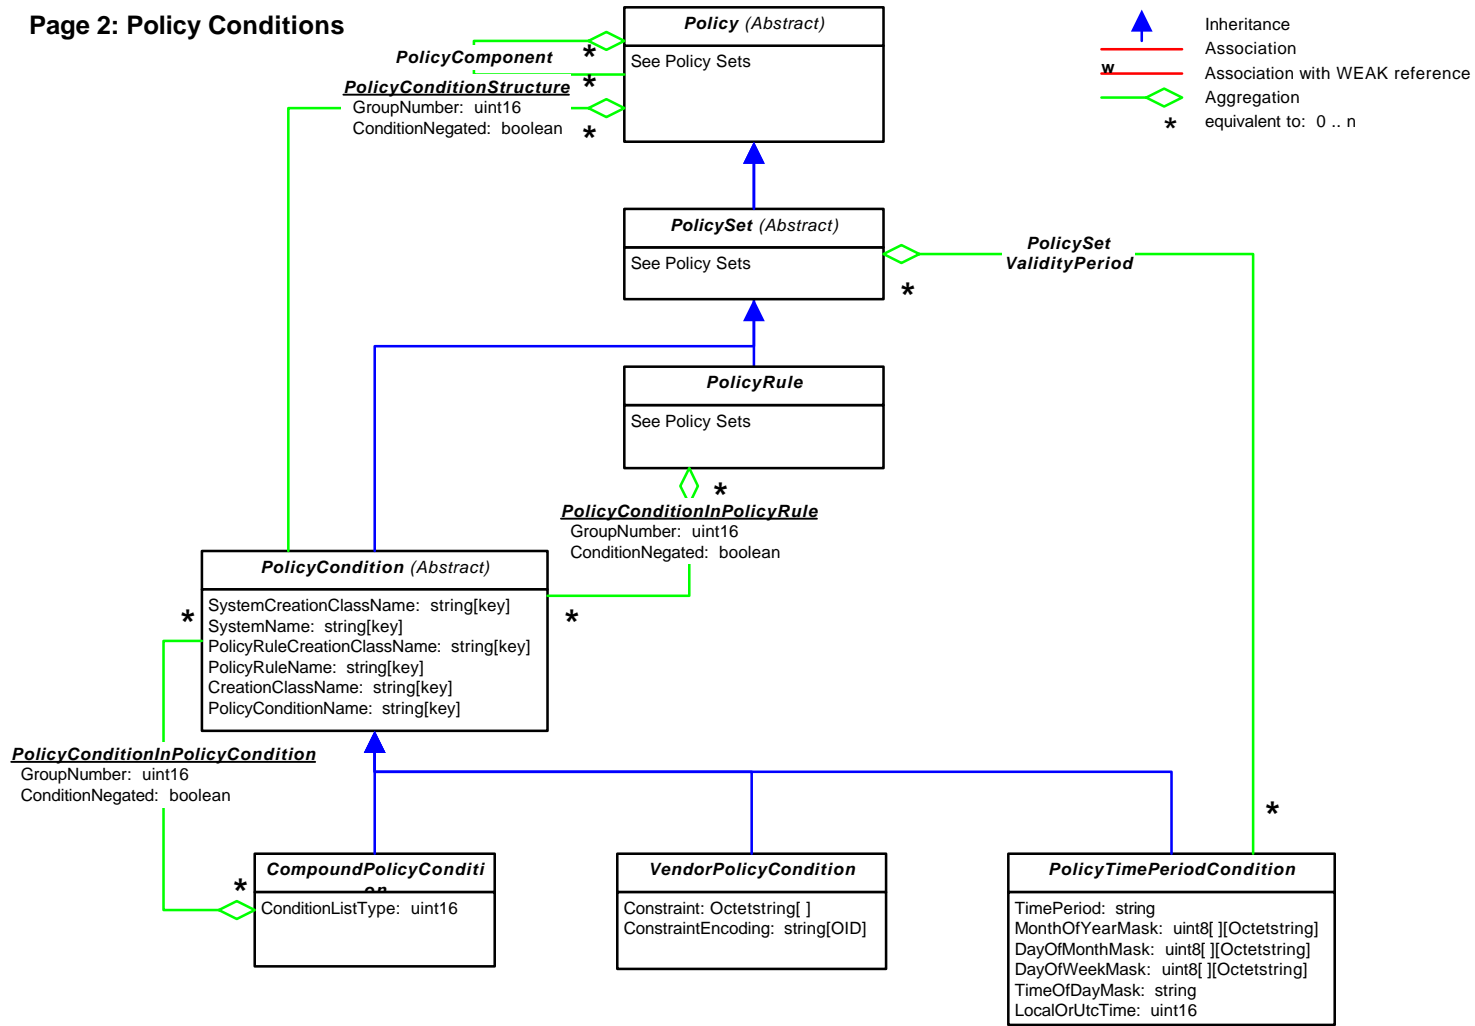 Page 2: Policy Conditions
Policy (Abstract)
See Policy Sets
PolicyComponent
*
*
PolicyConditionStructure
GroupNumber: uint16
ConditionNegated: boolean
*
Inheritance
Association
w
Association with WEAK reference
Aggregation
*
equivalent to: 0 .. n
PolicySet (Abstract)
See Policy Sets
*
PolicySet
ValidityPeriod
PolicyRule
See Policy Sets
*
PolicyConditionInPolicyRule
GroupNumber: uint16
ConditionNegated: boolean
*
PolicyCondition (Abstract)
SystemCreationClassName: string[key]
SystemName: string[key]
PolicyRuleCreationClassName: string[key]
PolicyRuleName: string[key]
CreationClassName: string[key]
PolicyConditionName: string[key]
*
PolicyConditionInPolicyCondition
GroupNumber: uint16
ConditionNegated: boolean
*
CompoundPolicyConditi
on
ConditionListType: uint16
VendorPolicyCondition
Constraint: Octetstring[ ]
ConstraintEncoding: string[OID]
*
PolicyTimePeriodCondition
TimePeriod: string
MonthOfYearMask: uint8[ ][Octetstring]
DayOfMonthMask: uint8[ ][Octetstring]
DayOfWeekMask: uint8[ ][Octetstring]
TimeOfDayMask: string
LocalOrUtcTime: uint16